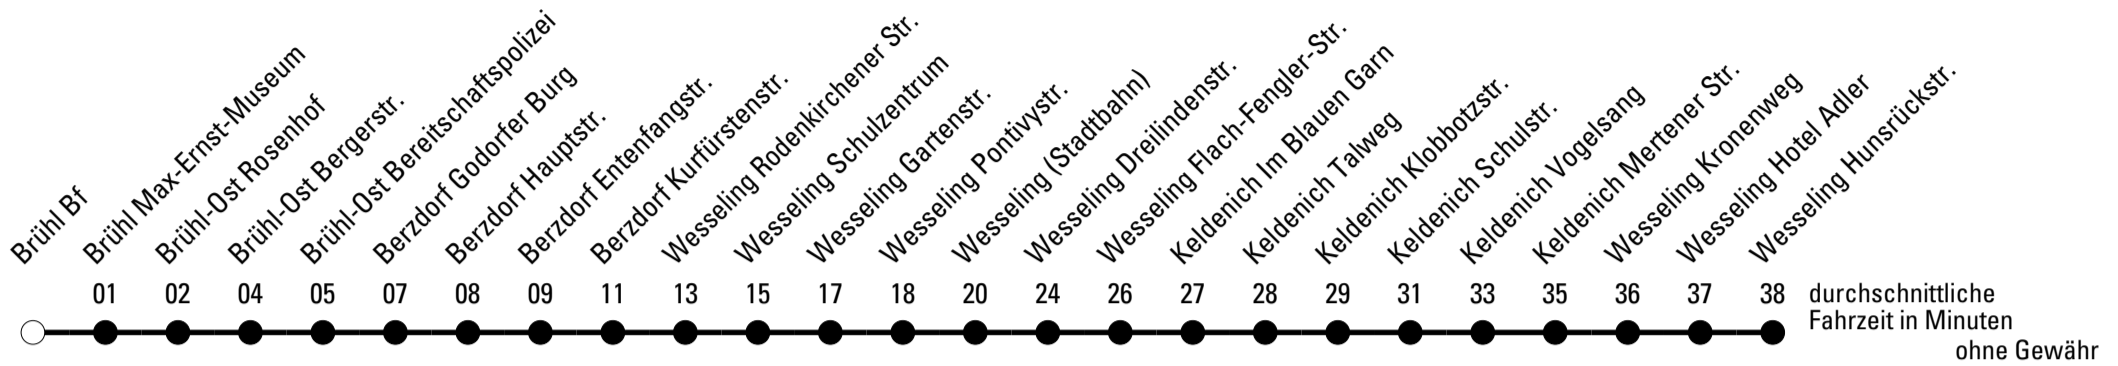 Brühl Bf
Brühl Max-Ernst-Museum
Brühl-Ost Rosenhof
Brühl-Ost Bergerstr.
Brühl-Ost Bereitschaftspolizei
Berzdorf Godorfer Burg
Berzdorf Hauptstr.
Berzdorf Entenfangstr.
Berzdorf Kurfürstenstr.
Wesseling Rodenkirchener Str.
Wesseling Schulzentrum
Wesseling Gartenstr.
Wesseling Pontivystr.
Wesseling (Stadtbahn)
Wesseling Dreilindenstr.
Wesseling Flach-Fengler-Str.
Keldenich Im Blauen Garn
Keldenich Talweg
Keldenich Klobbotzstr.
Keldenich Schulstr.
Keldenich Vogelsang
Keldenich Mertener Str.
Wesseling Kronenweg
Wesseling Hotel Adler
Wesseling Hunsrückstr.
01 02 04 05 07 08 09 11 13 15 17 18 20 24 26 27 28 29 31 33 35 36 37 38 durchschnittliche
Fahrzeit in Minuten
ohne Gewähr